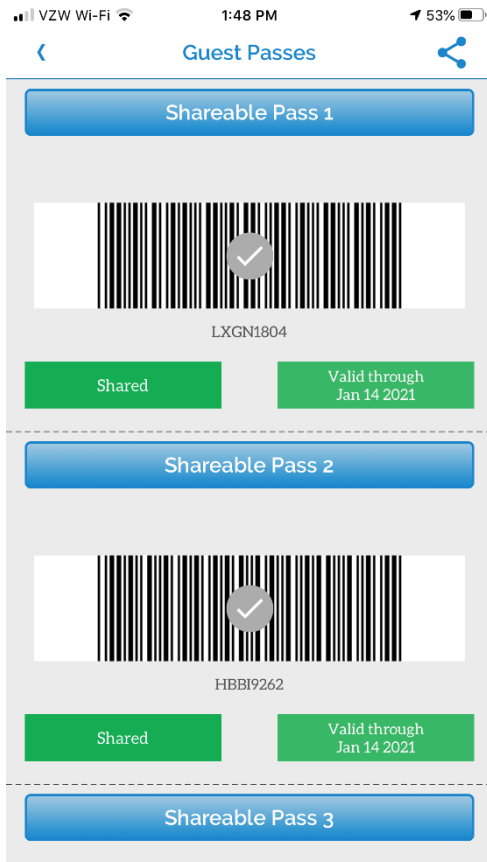 VZW Wi-Fi 1:48 PM 53%
Guest Passes
Shareable Pass 1
LXGN1804
Shared
Valid through
Jan 14 2021
Shareable Pass 2
HBBI9262
Shared
Valid through
Jan 14 2021
Shareable Pass 3